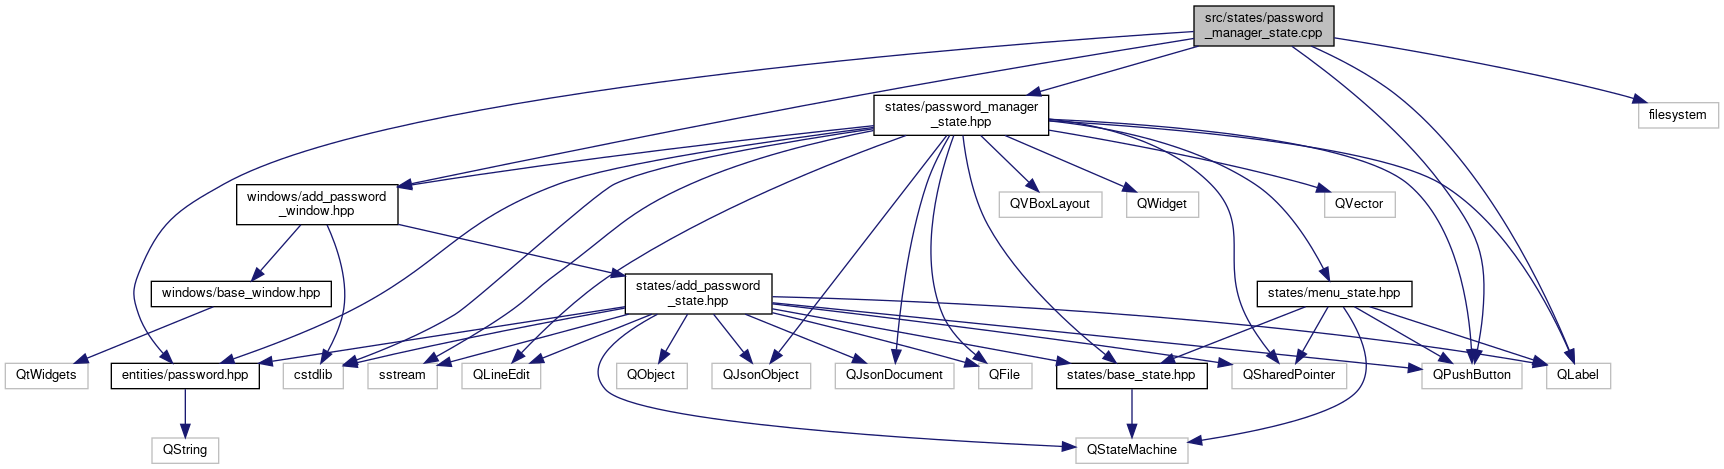 src/states/password
_manager_state.cpp
states/password_manager
_state.hpp
filesystem
windows/add_password
_window.hpp
QVBoxLayout
QWidget
QVector
windows/base_window.hpp
states/add_password
_state.hpp
states/menu_state.hpp
QtWidgets
entities/password.hpp
cstdlib
sstream
QLineEdit
QObject
QJsonObject
QJsonDocument
QFile
states/base_state.hpp
QSharedPointer
QPushButton
QLabel
QString
QStateMachine